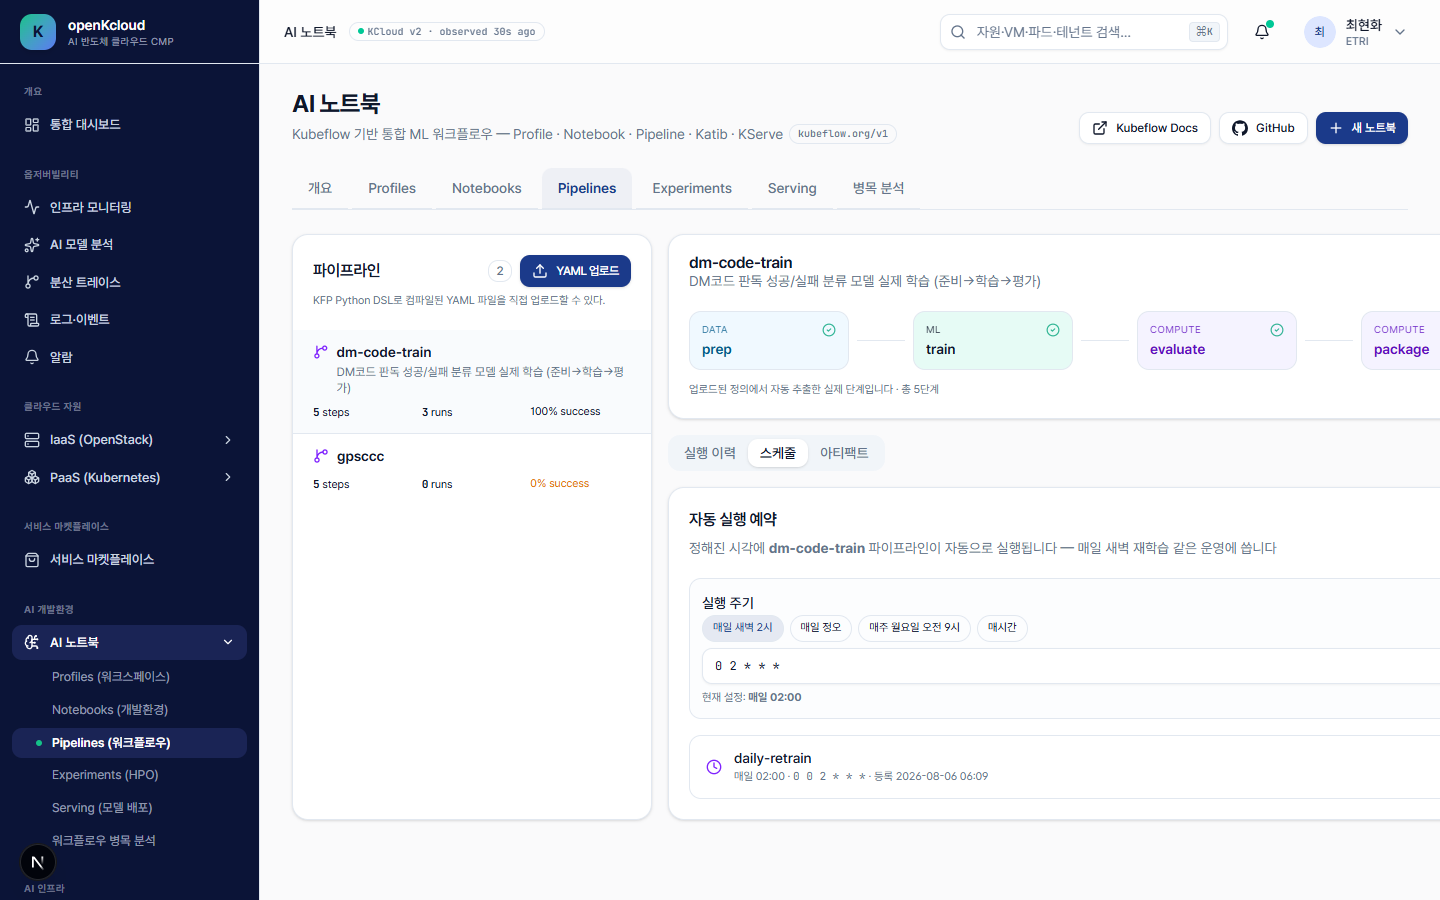 K
openKcloud
AI 반도체 클라우드 CMP
개요
통합 대시보드
옵저버빌리티
인프라 모니터링
AI 모델 분석
분산 트레이스
로그·이벤트
알람
클라우드 자원
IaaS (OpenStack)
PaaS (Kubernetes)
서비스 마켓플레이스
서비스 마켓플레이스
AI 개발환경
AI 노트북
Profiles (워크스페이스)
Notebooks (개발환경)
Pipelines (워크플로우)
Experiments (HPO)
Serving (모델 배포)
워크플로우 병목 분석
N
AI 인프라
AI 노트북
KCloud v2 · observed 30s ago
자원·VM·파드·테넌트 검색...
⌘K
최
최현화
ETRI
AI 노트북
Kubeflow 기반 통합 ML 워크플로우 — Profile · Notebook · Pipeline · Katib · KServe
kubeflow.org/v1
Kubeflow Docs
GitHub
새 노트북
개요
Profiles
Notebooks
Pipelines
Experiments
Serving
병목 분석
파이프라인
2
YAML 업로드
KFP Python DSL로 컴파일된 YAML 파일을 직접 업로드할 수 있다.
dm-code-train
DM코드 판독 성공/실패 분류 모델 실제 학습 (준비→학습→평
가)
5 steps
3 runs
100% success
gpsccc
5 steps
0 runs
0% success
dm-code-train
DM코드 판독 성공/실패 분류 모델 실제 학습 (준비→학습→평가)
DATA
prep
ML
train
COMPUTE
evaluate
COMPUTE
package
업로드된 정의에서 자동 추출한 실제 단계입니다 · 총 5단계
실행 이력
스케줄
아티팩트
자동 실행 예약
정해진 시각에 dm-code-train 파이프라인이 자동으로 실행됩니다 — 매일 새벽 재학습 같은 운영에 씁니다
실행 주기
매일 새벽 2시
매일 정오
매주 월요일 오전 9시
매시간
0 2 * * *
현재 설정: 매일 02:00
daily-retrain
매일 02:00 · 0 0 2 * * * · 등록 2026-08-06 06:09